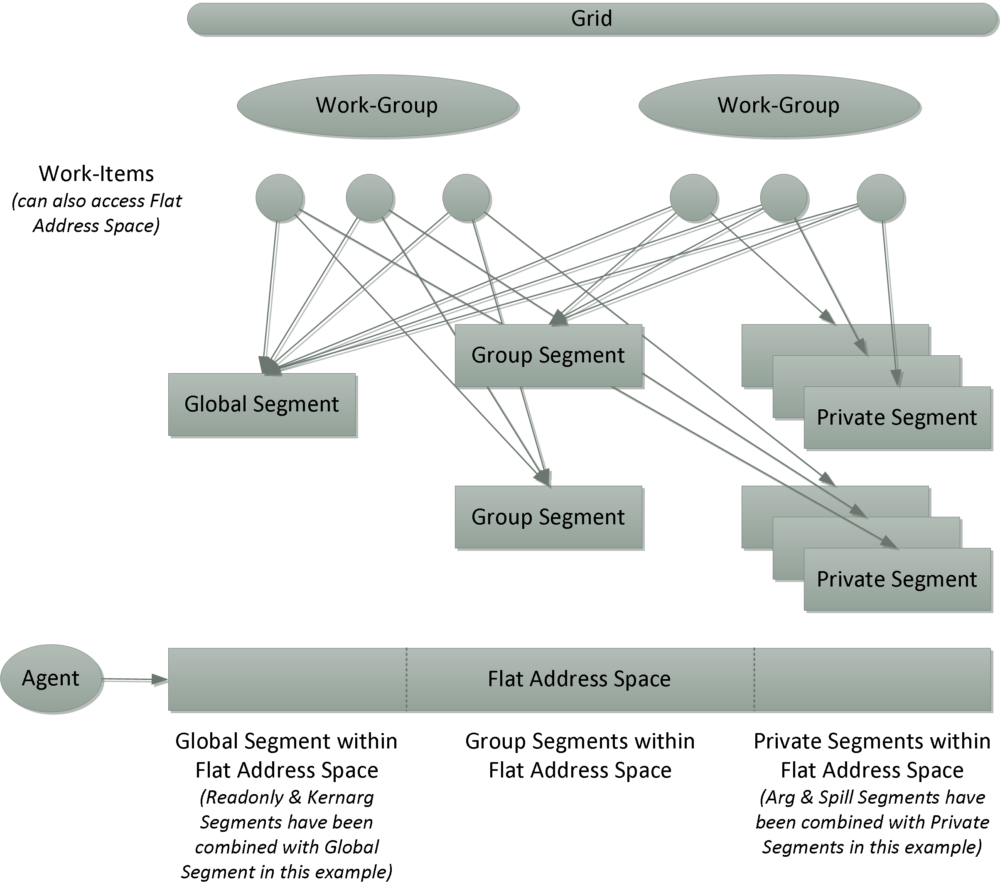 Grid
Work-Group
Work-Group
Work-Items
(can also access Flat
Address Space)
Group Segment
Global Segment
Private Segment
Group Segment
Private Segment
Agent
Flat Address Space
Global Segment within
Flat Address Space
(Readonly & Kernarg
Segments have been
combined with Global
Segment in this example)
Group Segments within
Flat Address Space
Private Segments within
Flat Address Space
(Arg & Spill Segments have
been combined with Private
Segments in this example)